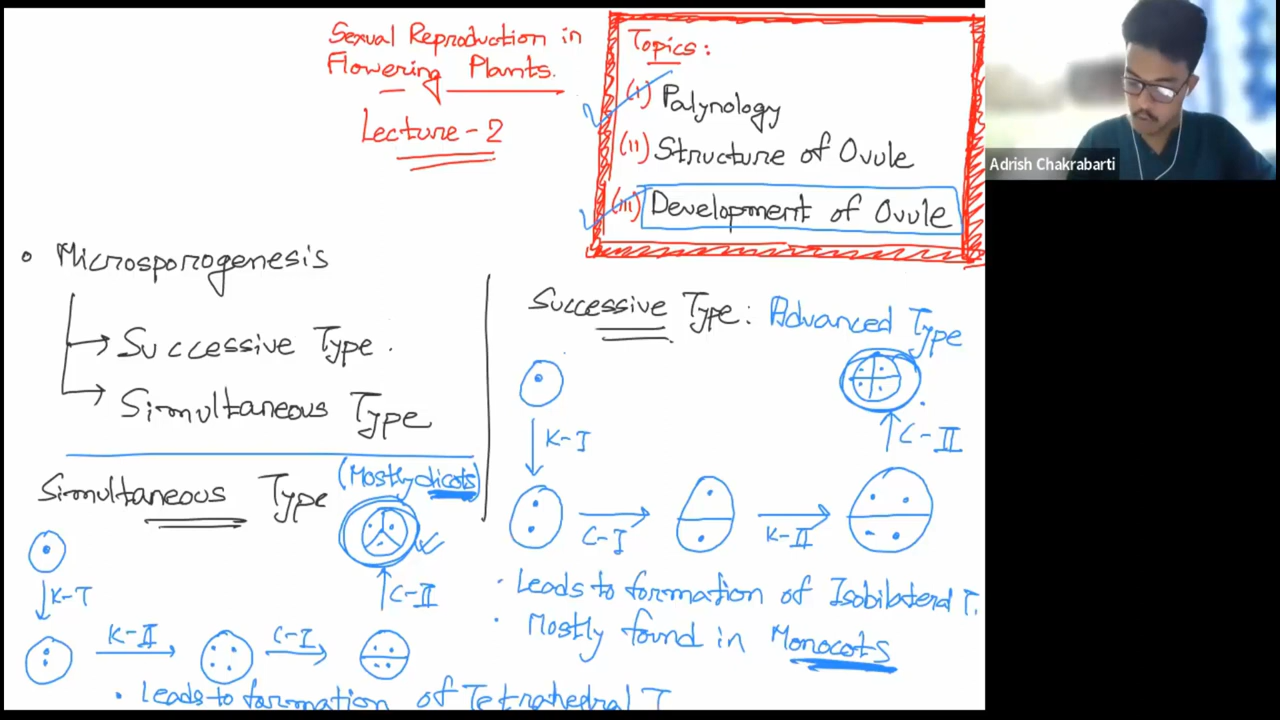 Sexual Reproduction in
Flowering Plants.
Lecture-2
Topics:
(i) Palynology
(ii) Structure of Ovule
(iii) Development of Ovule
Adrish Chakrabarti
Microsporogenesis
Successive Type.
Simultaneous Type
Simultaneous Type
(Mostly dicots)
K-I
K-II
C-I
C-II
• Leads to formation of Tetrahedral T
Successive Type: Advanced Type
K-I
C-I
K-II
C-II
• Leads to formation of Isobilateral T.
• Mostly found in Monocots